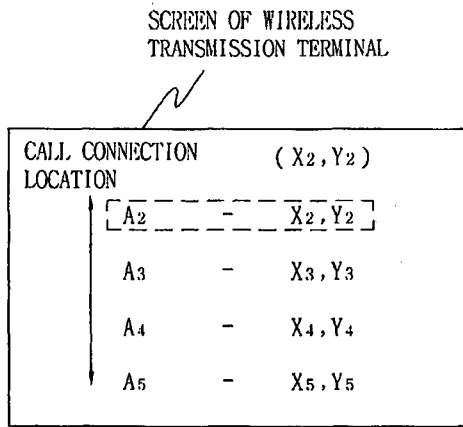 SCREEN OF WIRELESS
TRANSMISSION TERMINAL
CALL CONNECTION (X2,Y2)
LOCATION
A2 - X2,Y2
A3 - X3,Y3
A4 - X4,Y4
A5 - X5,Y5